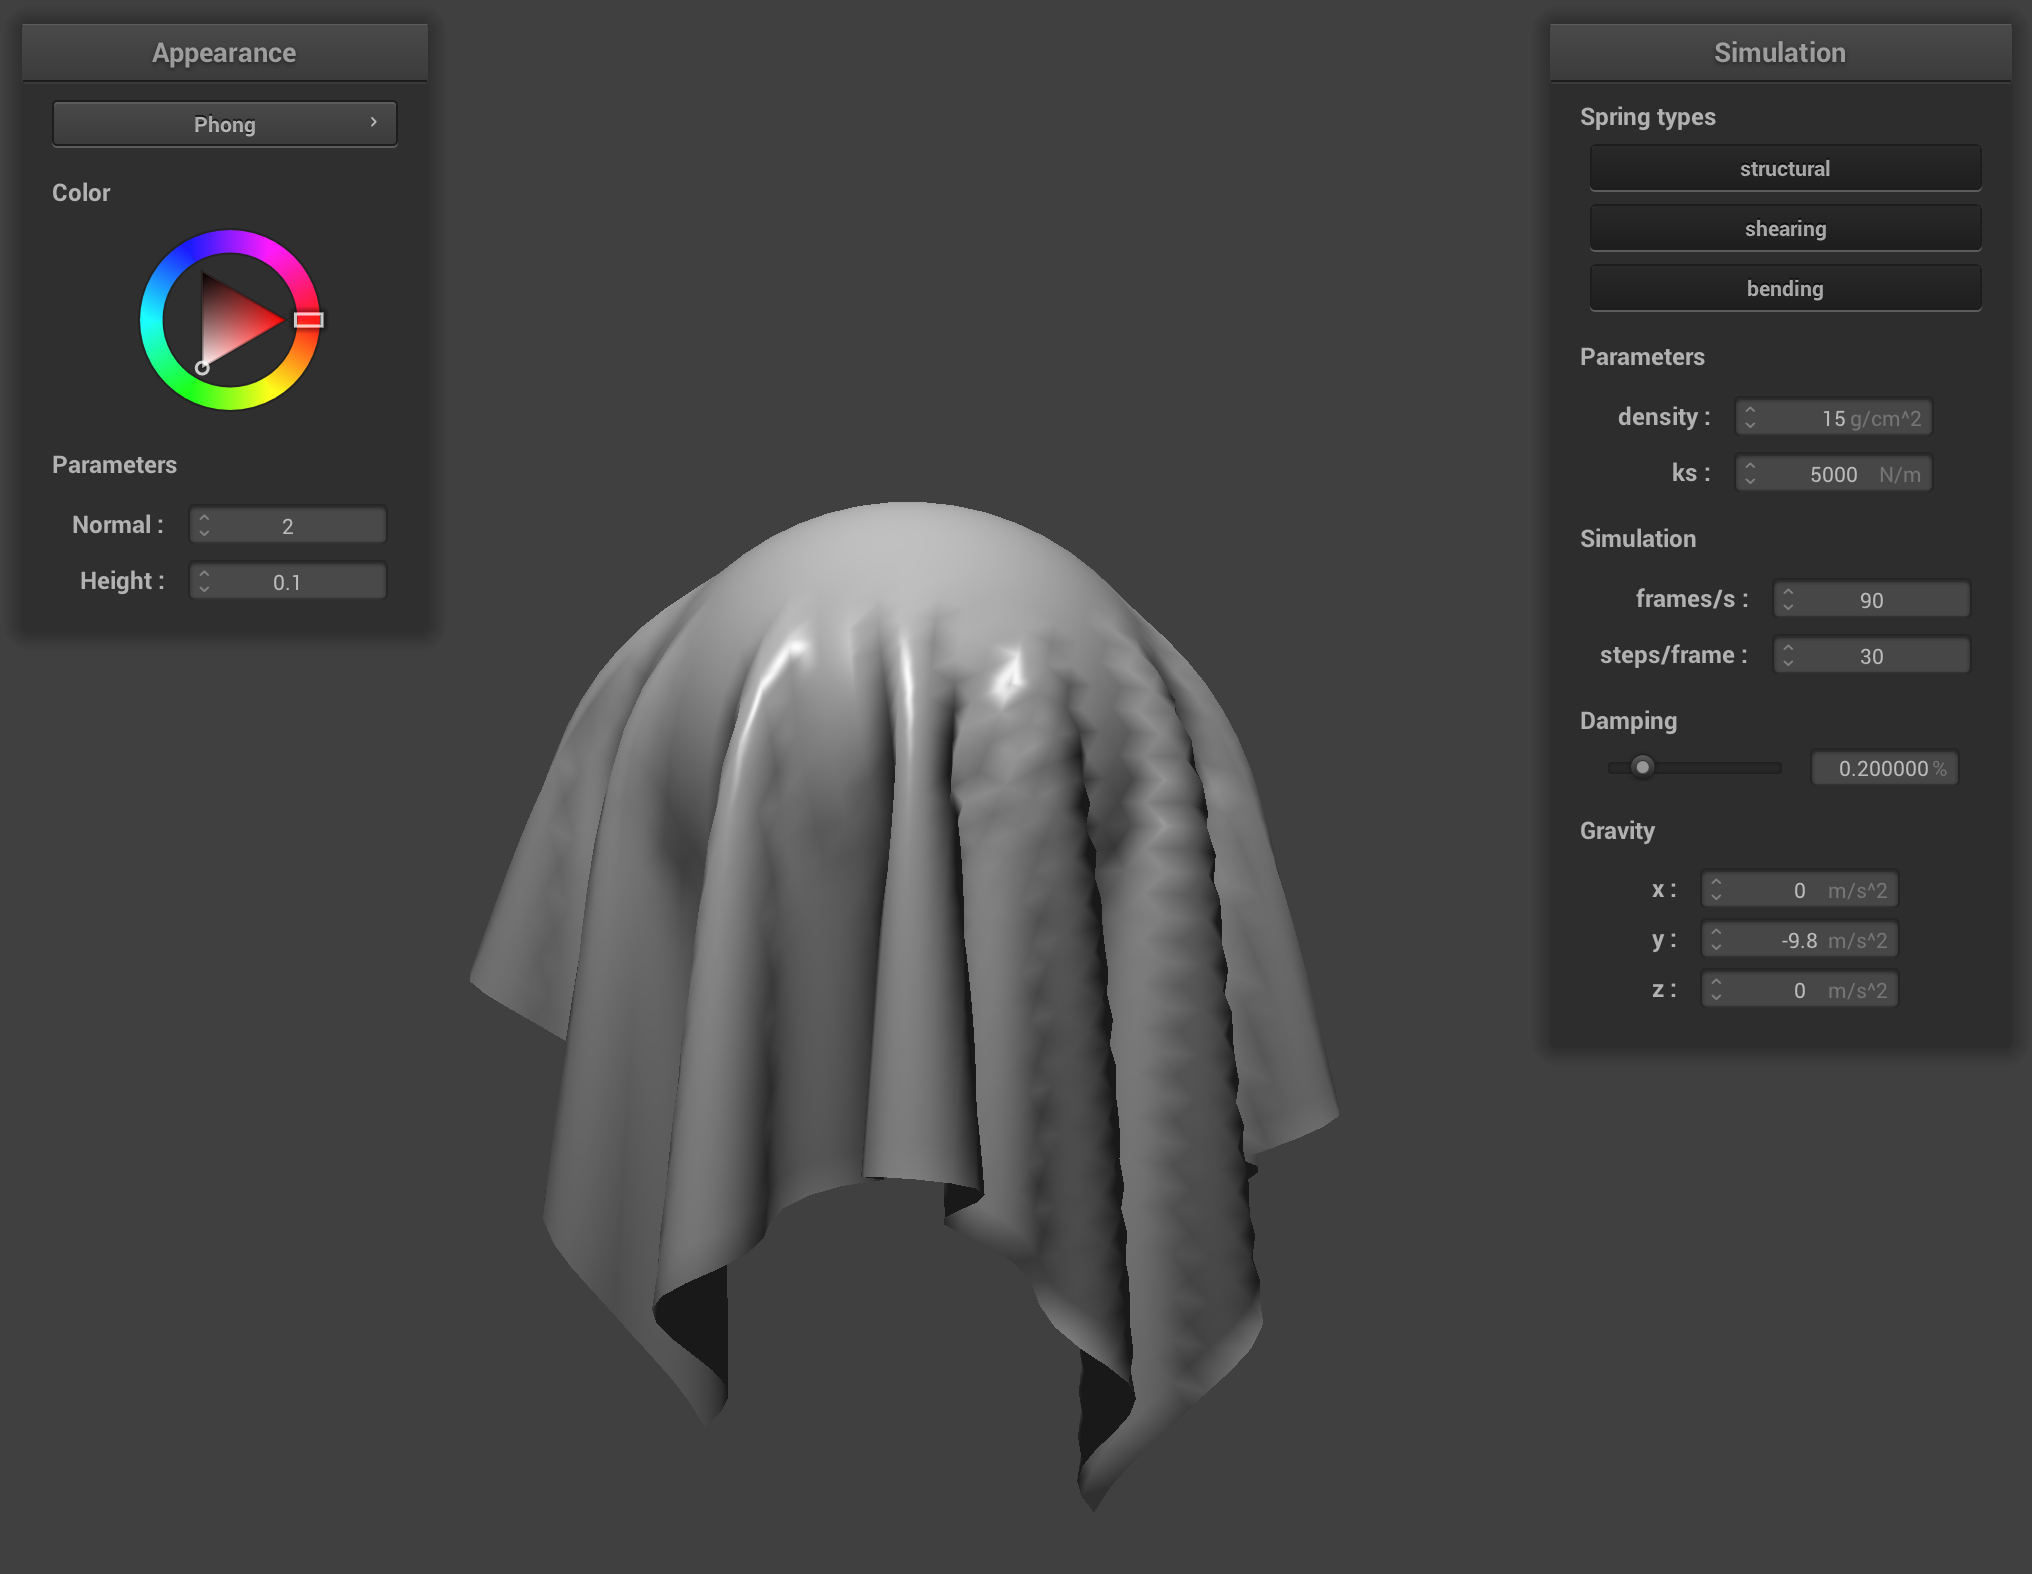 Appearance
Phong
Color
Parameters
Normal : 2
Height : 0.1
Simulation
Spring types
structural
shearing
bending
Parameters
density : 15 g/cm^2
ks : 5000 N/m
Simulation
frames/s : 90
steps/frame : 30
Damping
0.200000 %
Gravity
x : 0 m/s^2
y : -9.8 m/s^2
z : 0 m/s^2